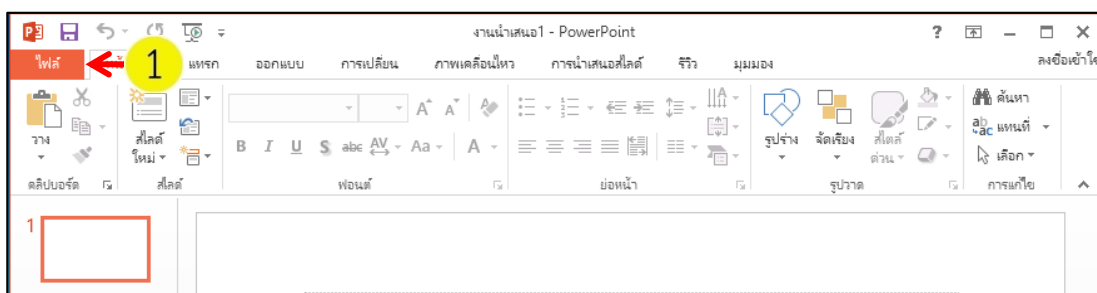 งานนำเสนอ1 - PowerPoint
ไฟล์ 1 แทรก ออกแบบ การเปลี่ยน ภาพเคลื่อนไหว การนำเสนอสไลด์ รีวิว มุมมอง ลงชื่อเข้าใช้
วาง สไลด์ใหม่ B I U S abc AV Aa A รูปร่าง จัดเรียง สไตล์ด่วน
ค้นหา
แทนที่
เลือก
คลิปบอร์ด สไลด์ ฟอนต์ ย่อหน้า รูปวาด การแก้ไข
1